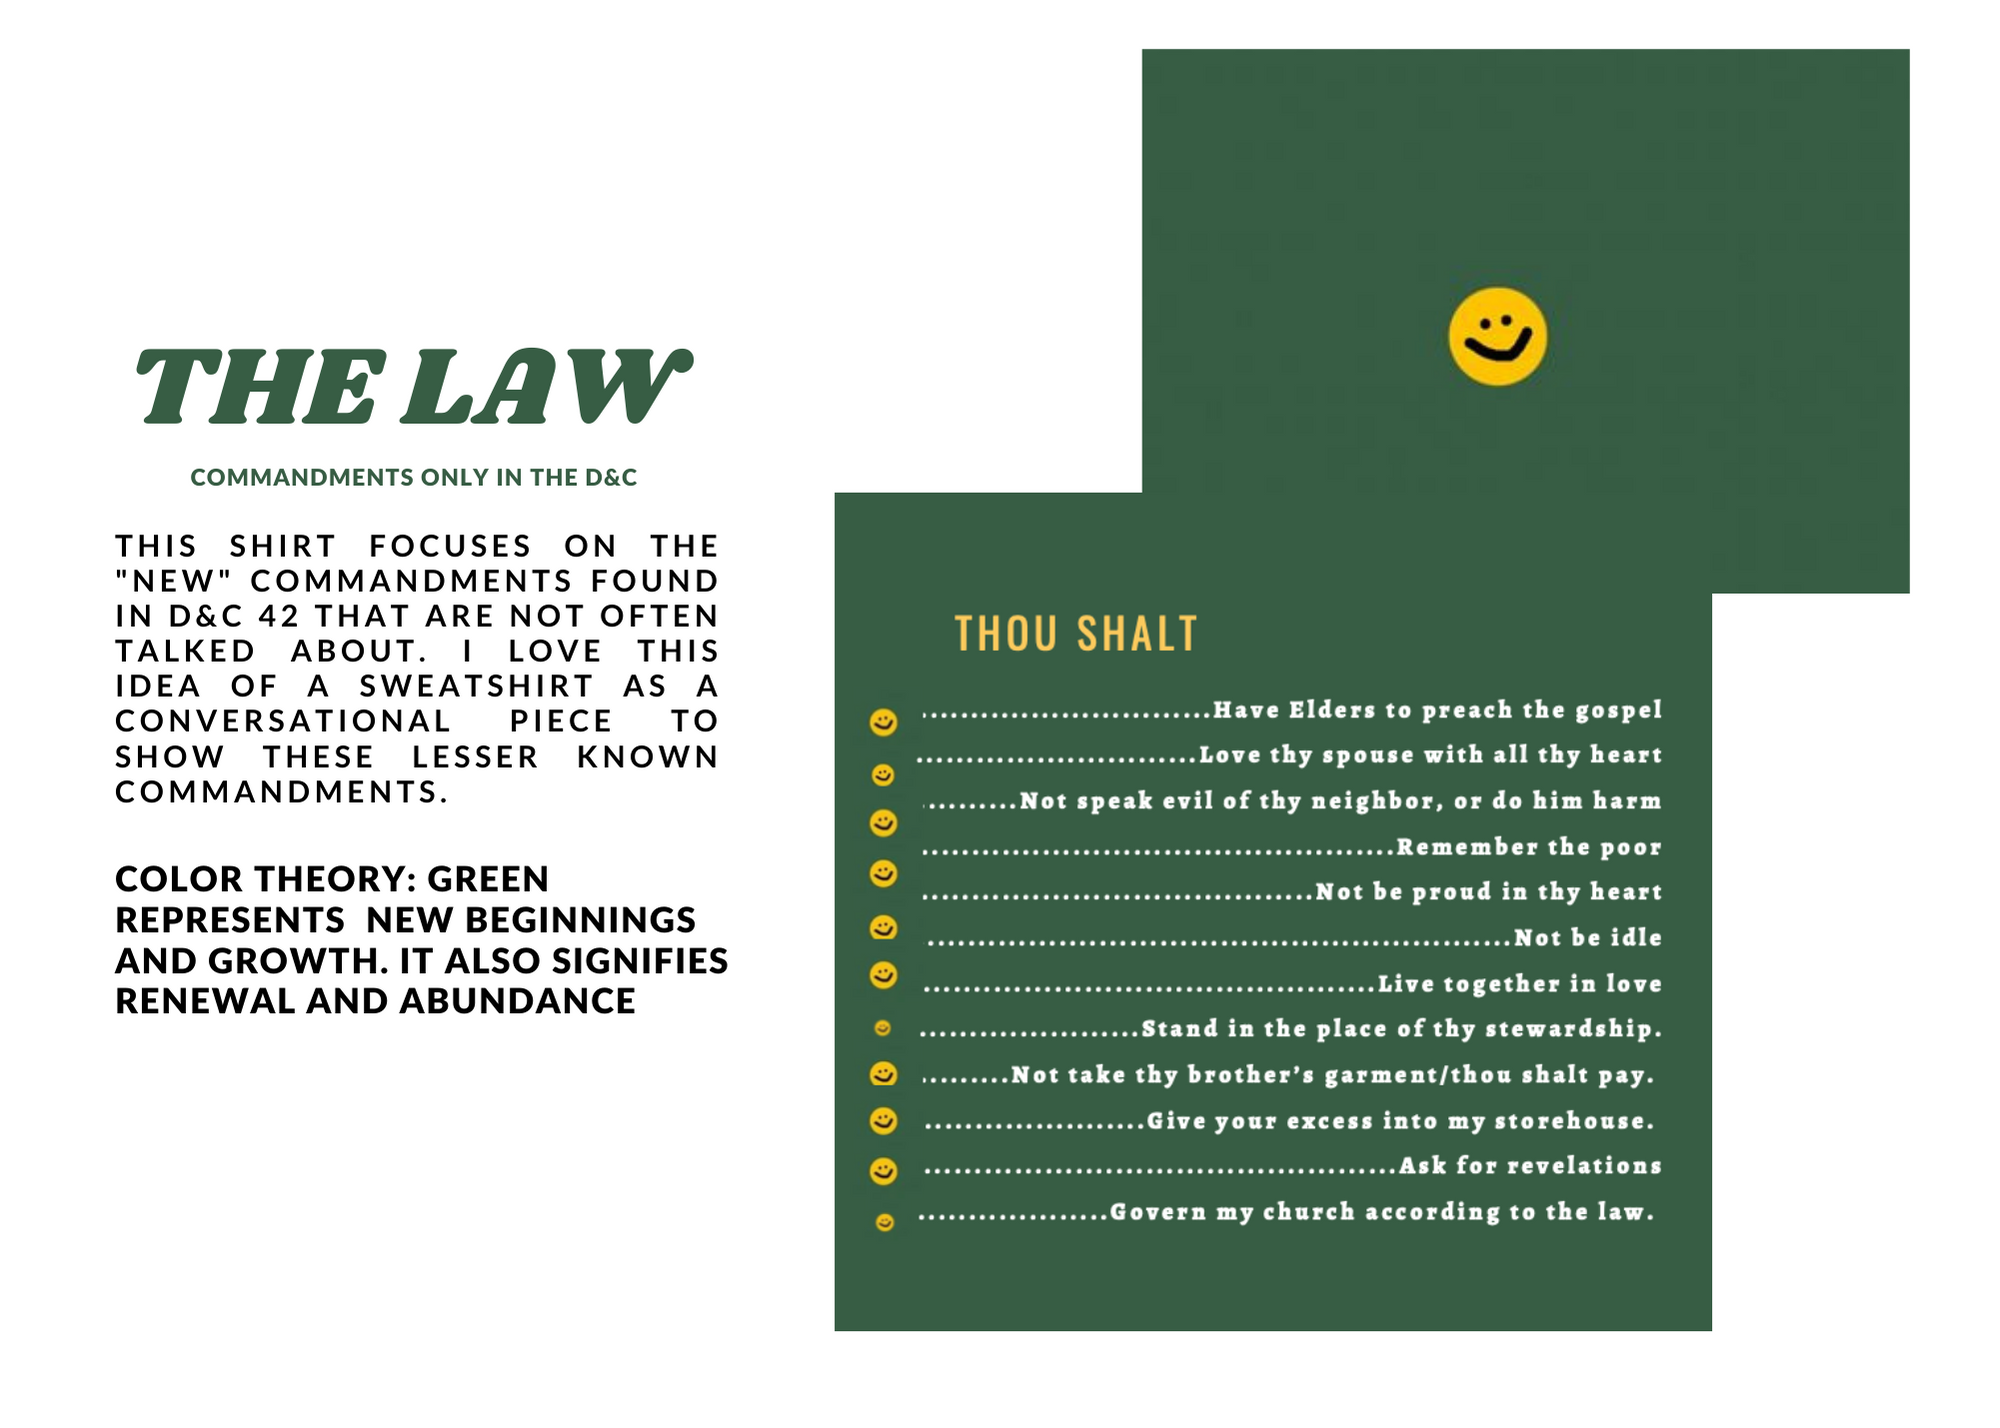 THE LAW
COMMANDMENTS ONLY IN THE D&C
THIS SHIRT FOCUSES ON THE
"NEW" COMMANDMENTS FOUND
IN D&C 42 THAT ARE NOT OFTEN
TALKED ABOUT. I LOVE THIS
IDEA OF A SWEATSHIRT AS A
CONVERSATIONAL PIECE TO
SHOW THESE LESSER KNOWN
COMMANDMENTS.
COLOR THEORY: GREEN
REPRESENTS NEW BEGINNINGS
AND GROWTH. IT ALSO SIGNIFIES
RENEWAL AND ABUNDANCE
THOU SHALT
.............................Have Elders to preach the gospel
............................Love thy spouse with all thy heart
..........Not speak evil of thy neighbor, or do him harm
...............................................Remember the poor
.......................................Not be proud in thy heart
..........................................................Not be idle
.............................................Live together in love
......................Stand in the place of thy stewardship.
.........Not take thy brother’s garment/thou shalt pay.
......................Give your excess into my storehouse.
...............................................Ask for revelations
...................Govern my church according to the law.